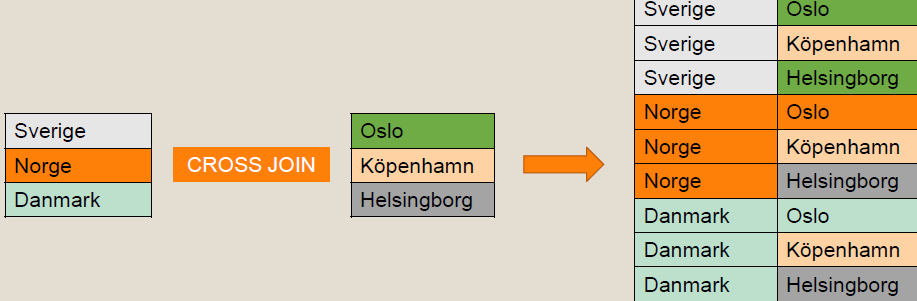 Sverige
Norge
Danmark
CROSS JOIN
Oslo
Köpenhamn
Helsingborg
Sverige Oslo
Sverige Köpenhamn
Sverige Helsingborg
Norge Oslo
Norge Köpenhamn
Norge Helsingborg
Danmark Oslo
Danmark Köpenhamn
Danmark Helsingborg